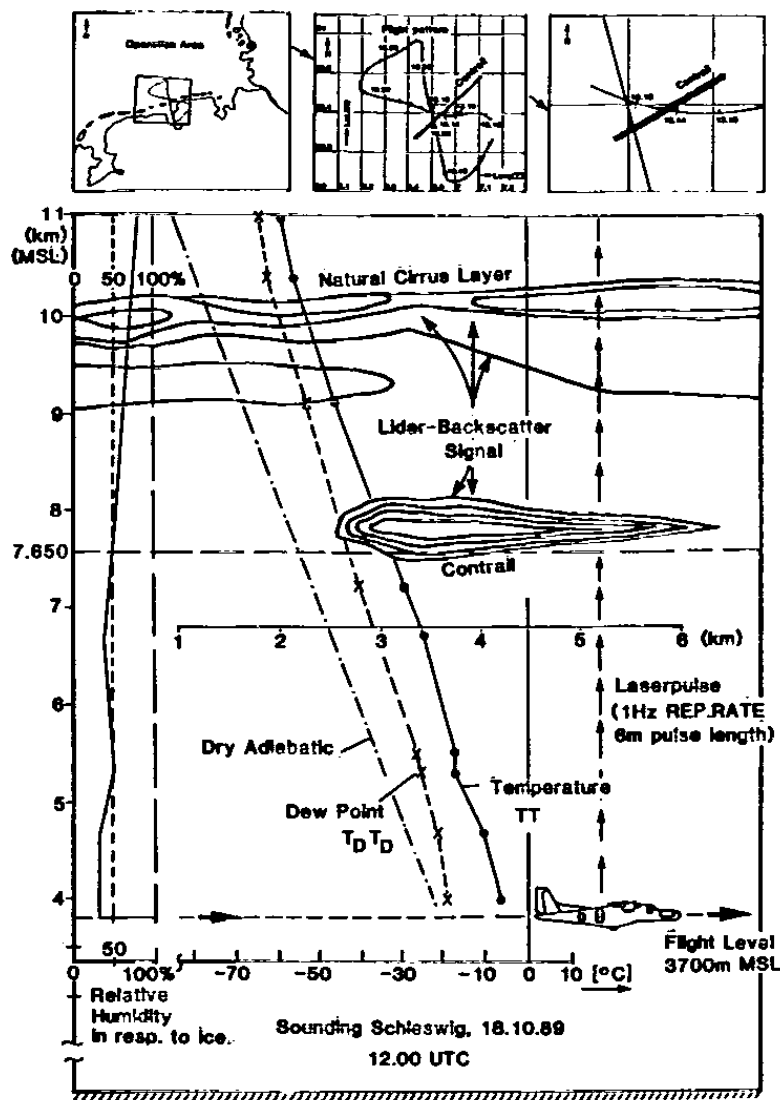 Operation Area
Flight pattern
Contrail
Contrail
11
(km)
(MSL)
0 50 100%
Natural Cirrus Layer
10
9
Lider-Backscatter
Signal
8
7.650
Contrail
7
1 2 3 4 5 6 (km)
6
Laserpulse
(1Hz REP.RATE
6m pulse length)
Dry Adiabatic
5
Dew Point
TD TD
Temperature
TT
4
50
Flight Level
3700m MSL
0 100% -70 -50 -30 -10 0 10 [°C]
Relative
Humidity
in resp. to ice.
Sounding Schleswig, 18.10.89
12.00 UTC